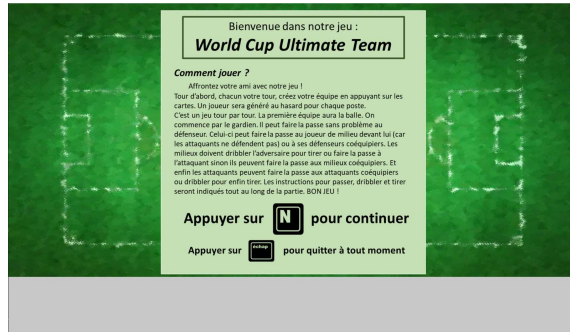 Bienvenue dans notre jeu :
World Cup Ultimate Team
Comment jouer ?
Affrontez votre ami avec notre jeu !
Tour d'abord, chacun votre tour, créez votre équipe en appuyant sur les
cartes. Un joueur sera généré au hasard pour chaque poste.
C'est un jeu tour par tour. La première équipe aura la balle. On
commence par le gardien. Il peut faire la passe sans problème au
défenseur. Celui-ci peut faire la passe au joueur de milieu devant lui (car
les attaquants ne défendent pas) ou à ses défenseurs coéquipiers. Les
milieux doivent dribbler l'adversaire pour tirer ou faire la passe à
l'attaquant sinon ils peuvent faire la passe aux milieux coéquipiers. Et
enfin les attaquants peuvent faire la passe aux attaquants coéquipiers
ou dribbler pour enfin tirer. Les instructions pour passer, dribbler et tirer
seront indiqués tout au long de la partie. BON JEU !
Appuyer sur N pour continuer
Appuyer sur échap pour quitter à tout moment